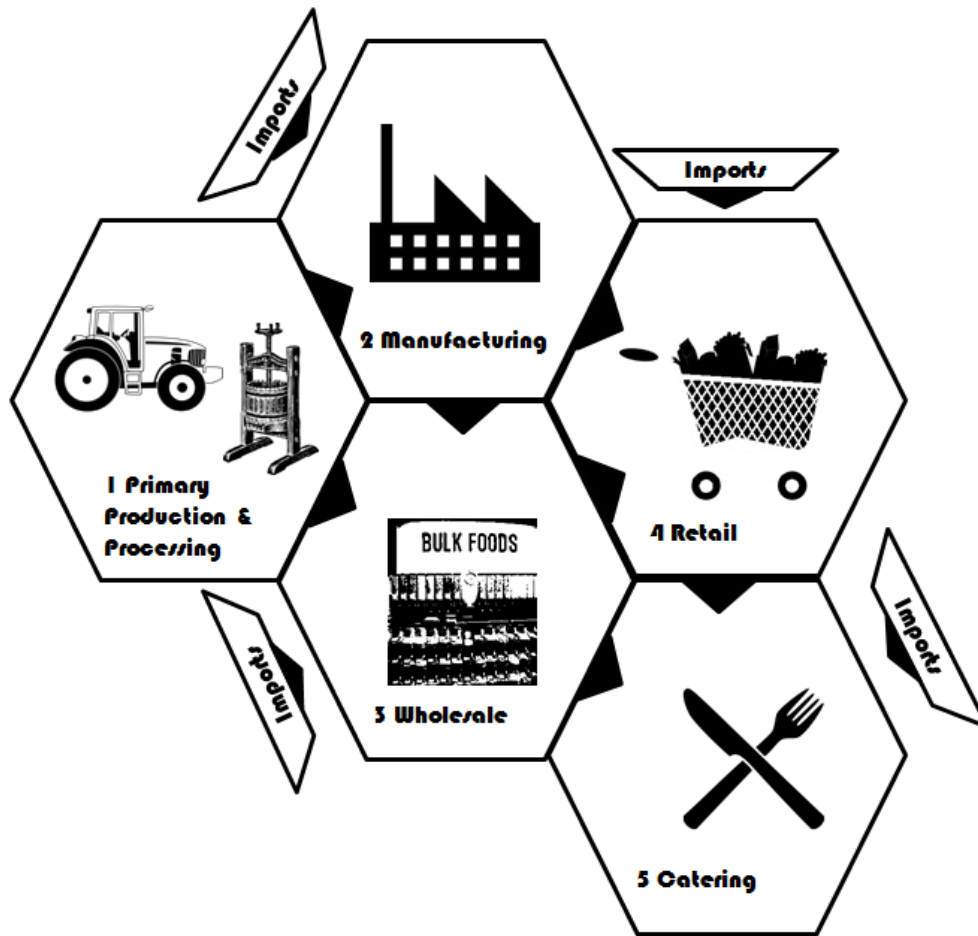 Imports
Imports
2 Manufacturing
1 Primary
Production &
Processing
4 Retail
BULK FOODS
Imports
Imports
3 Wholesale
5 Catering